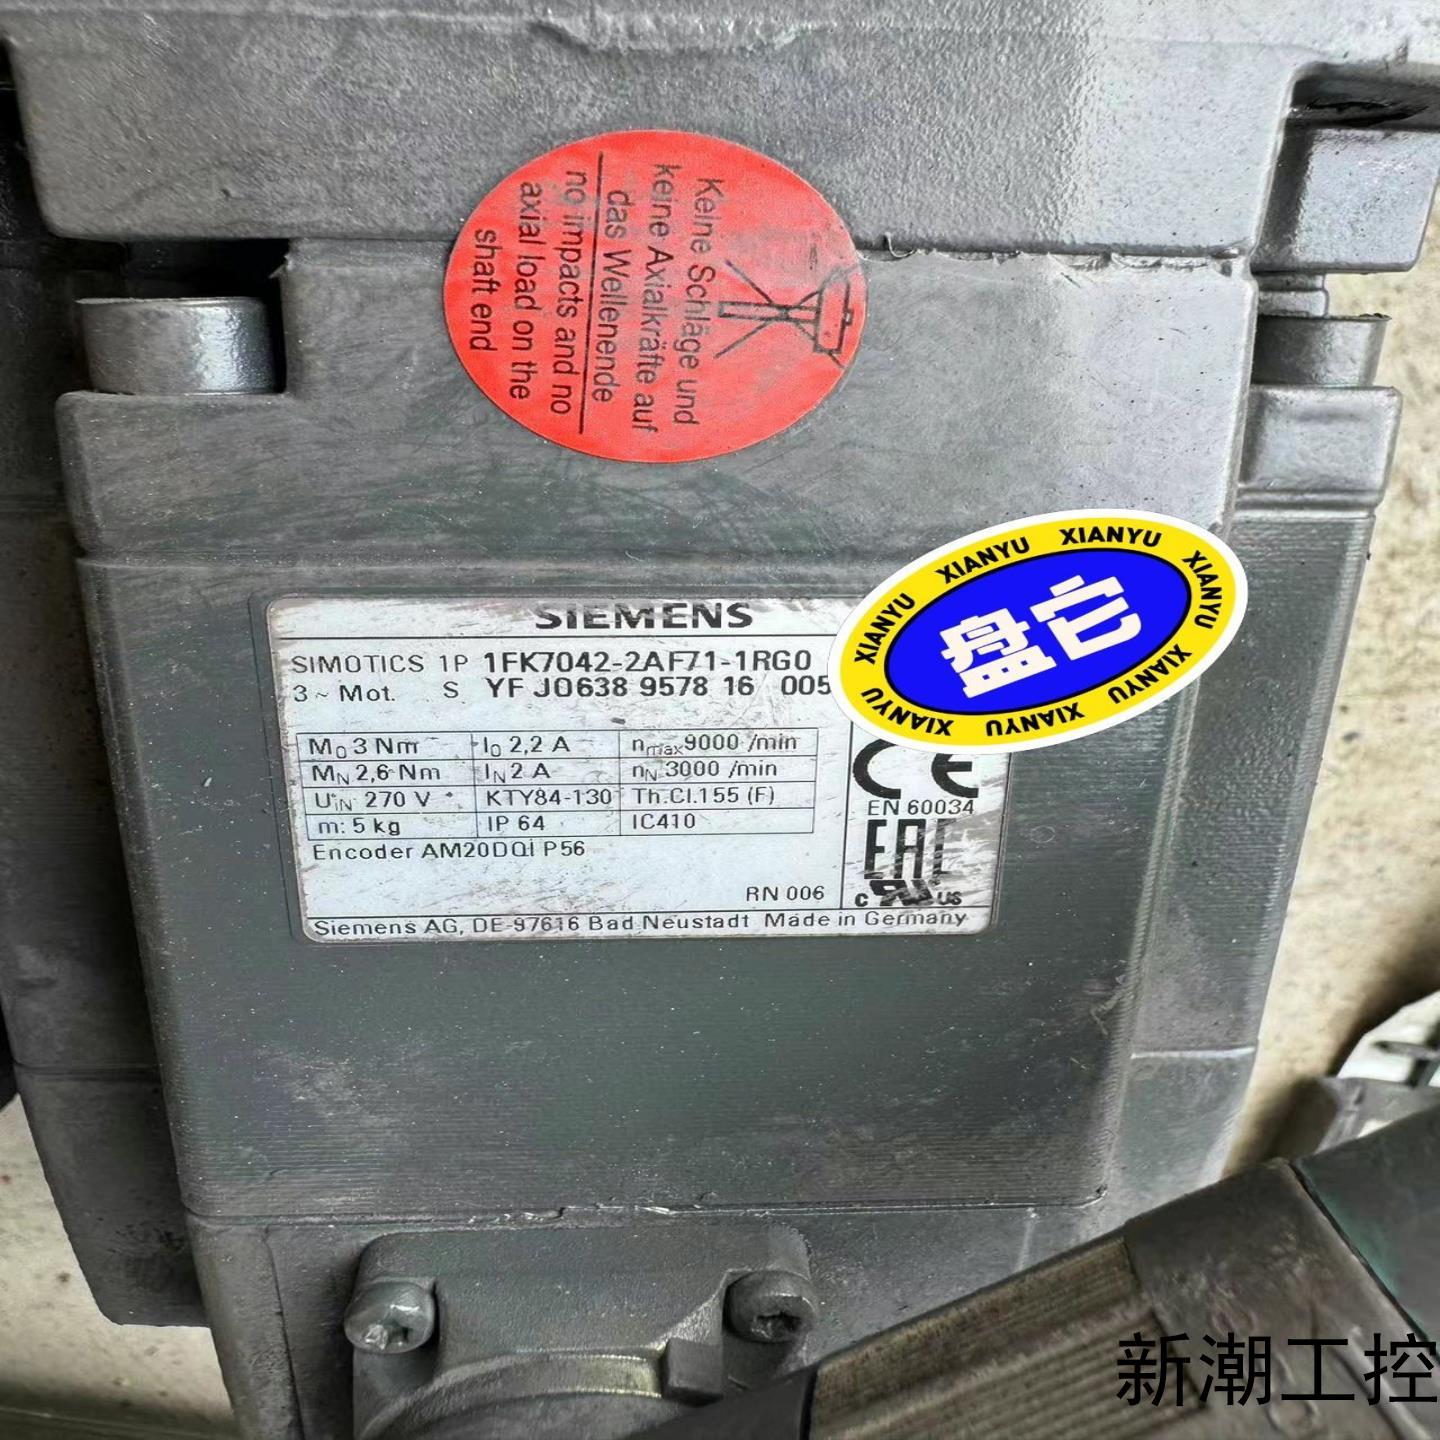 Keine Schläge und
keine Axialkräfte auf
das Wellenende
no impacts and no
axial load on the
shaft end
SIEMENS
SIMOTICS 1P 1FK7042-2AF71-1RG0
3 ~ Mot. S YF J0638 9578 16 005
M0 3 Nm I0 2,2 A nmax 9000 /min
MN 2,6 Nm IN 2 A nN 3000 /min
UIN 270 V KTY84-130 Th.Cl.155 (F)
m: 5 kg IP 64 IC410
Encoder AM20DQI P56
RN 006
Siemens AG, DE-97616 Bad Neustadt Made in Germany
CE
EN 60034
EAC
c US
XIANYU XIANYU XIANYU XIANYU XIANYU XIANYU XIANYU XIANYU
盘它
新潮工控